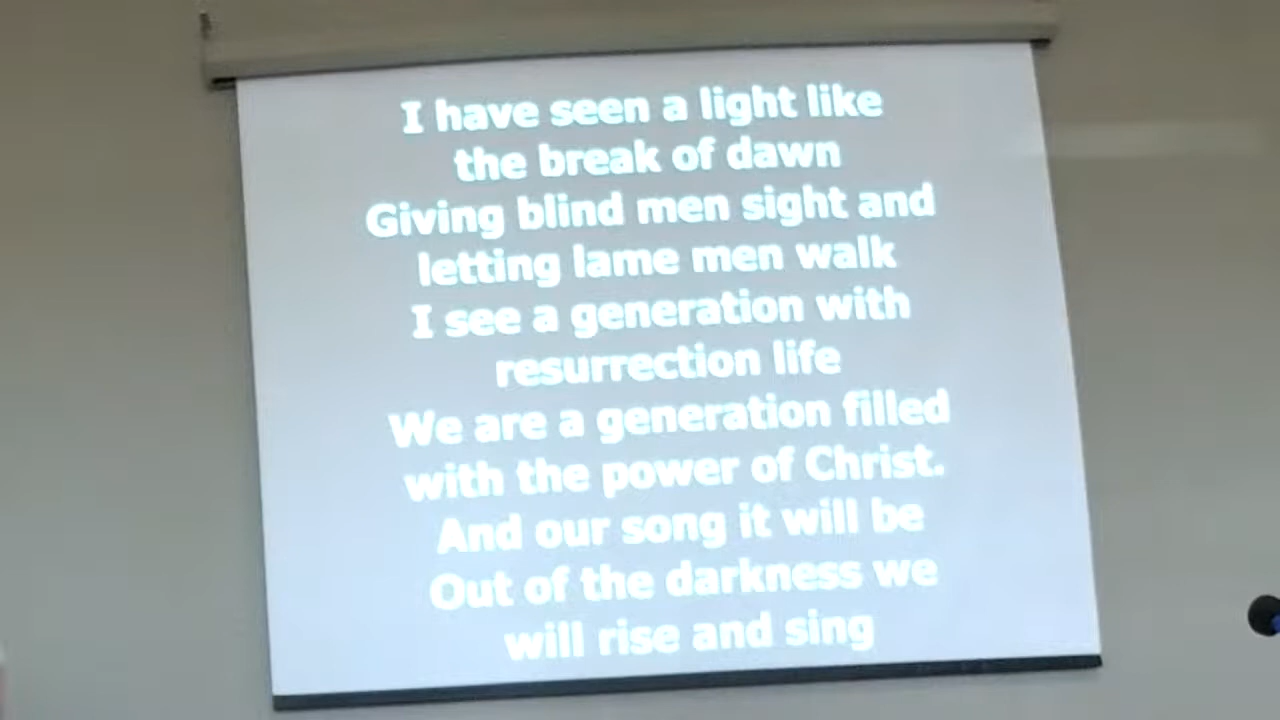 I have seen a light like
the break of dawn
Giving blind men sight and
letting lame men walk
I see a generation with
resurrection life
We are a generation filled
with the power of Christ.
And our song it will be
Out of the darkness we
will rise and sing